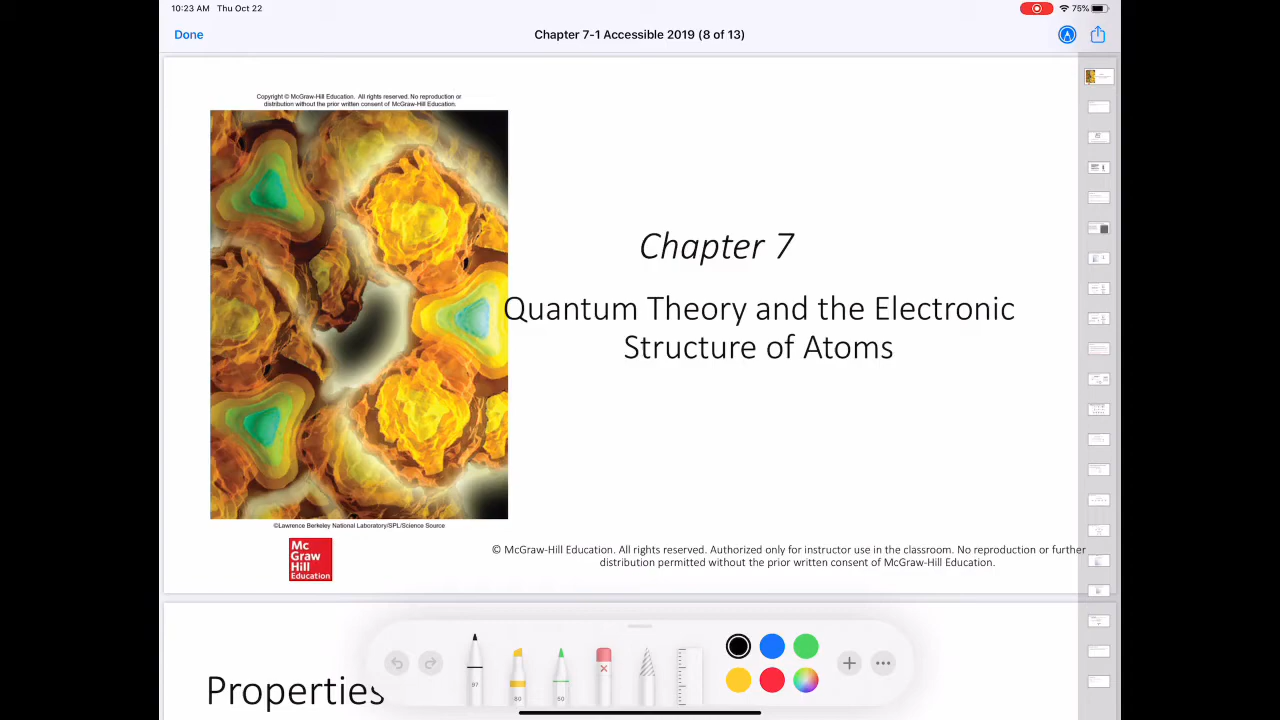 10:23 AM Thu Oct 22
75%
Done
Chapter 7-1 Accessible 2019 (8 of 13)
Copyright © McGraw-Hill Education. All rights reserved. No reproduction or
distribution without the prior written consent of McGraw-Hill Education.
Chapter 7
Quantum Theory and the Electronic
Structure of Atoms
©Lawrence Berkeley National Laboratory/SPL/Science Source
Mc
Graw
Hill
Education
© McGraw-Hill Education. All rights reserved. Authorized only for instructor use in the classroom. No reproduction or further
distribution permitted without the prior written consent of McGraw-Hill Education.
Properties
97
80
50